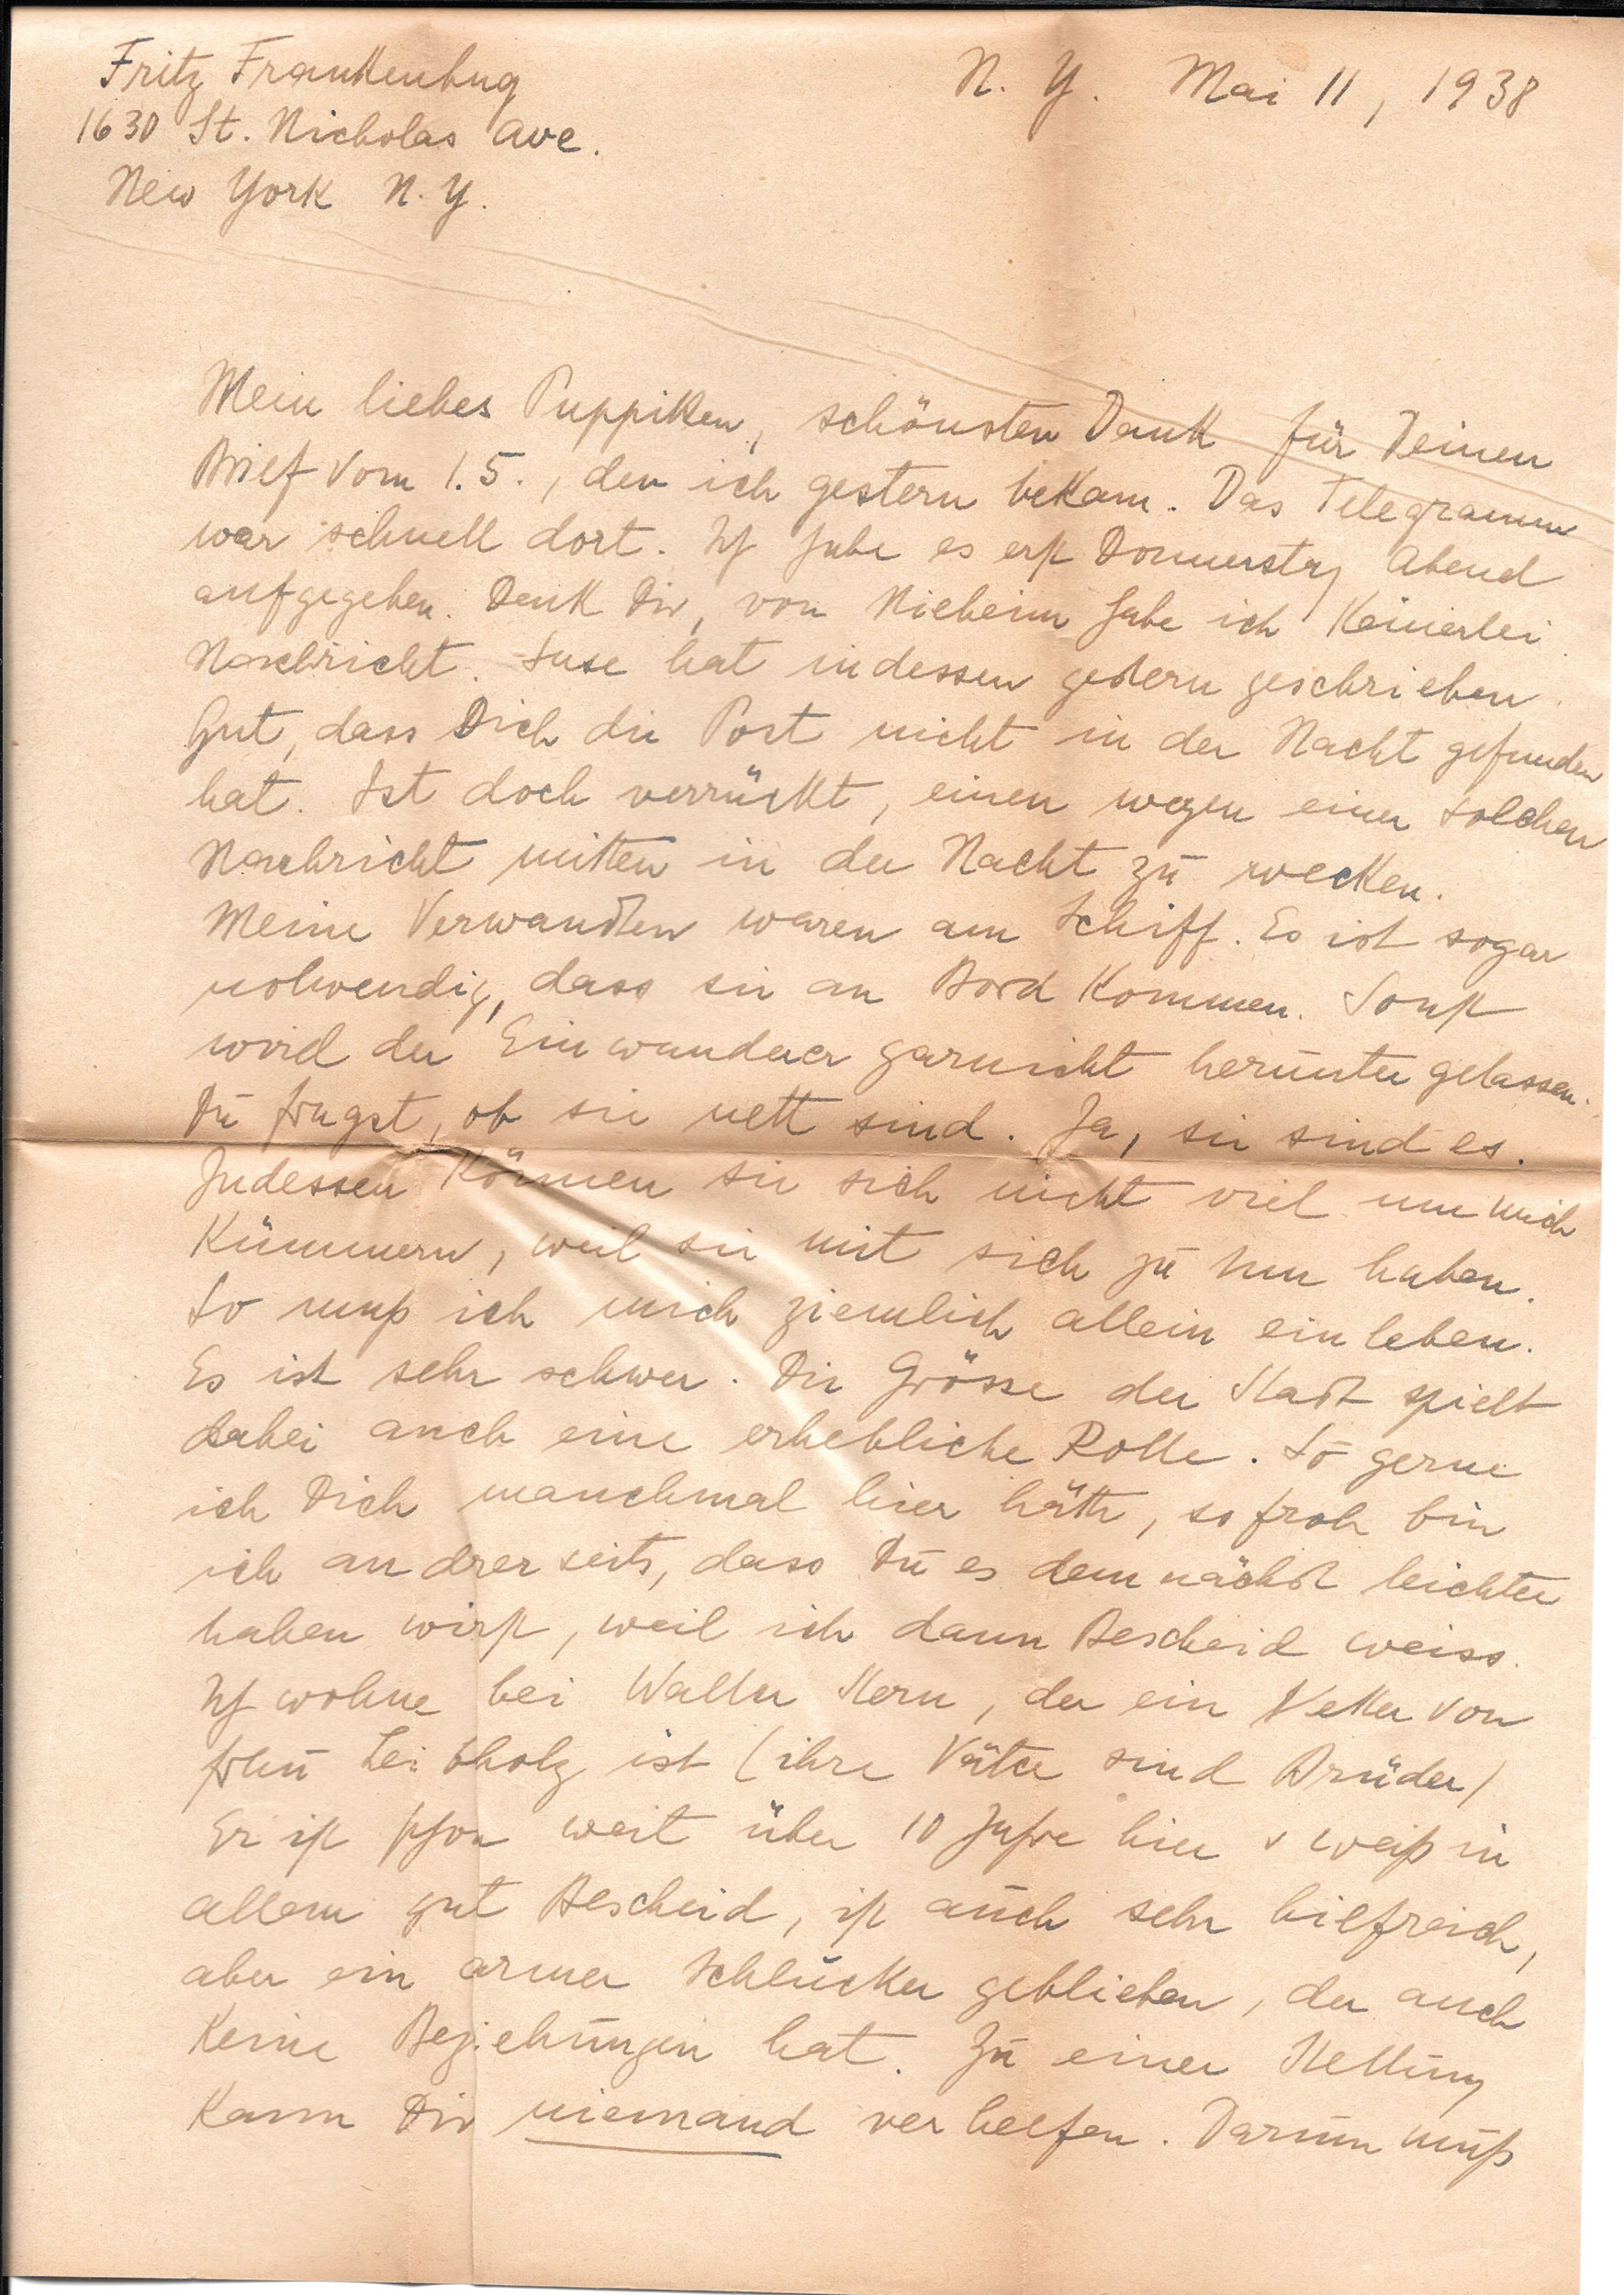 Fritz Frankenbug
1630 St. Nicholas Ave.
New York N.Y.
N. Y. Mai 11, 1938
Mein liebes Puppiken, schönsten Dank für Deinen
Brief vom 1.5., den ich gestern bekam. Das Telegramm
war schnell dort. Ich habe es erst Donnerstag Abend
aufgegeben. Denk Dir, von Nieheim habe ich keinerlei
Nachricht. Suse hat indessen gestern geschrieben.
Gut, dass Dich die Post nicht in der Nacht gefunden
hat. Ist doch verrückt, einen wegen einer solchen
Nachricht mitten in der Nacht zu wecken.
Meine Verwandten waren am Schiff. Es ist sogar
notwendig, dass sie an Bord kommen. Sonst
wird der Einwanderer garnicht herunter gelassen.
Du frugst, ob sie nett sind. Ja, sie sind es.
Indessen können sie sich nicht viel um mich
kümmern, weil sie mit sich zu tun haben.
So muß ich mich ziemlich allein einleben.
Es ist sehr schwer. Die Grösse der Stadt spielt
dabei auch eine erhebliche Rolle. So gerne
ich Dich manchmal hier hätte, so froh bin
ich andrerseits, dass Du es demnächst leichter
haben wirst, weil ich dann Bescheid weiss.
Ich wohne bei Walter Stern, der ein Vetter von
Leibholz ist (ihre Väter sind Brüder)
Er ist schon weit über 10 Jahre hier & weiß in
allem gut Bescheid, ist auch sehr hilfreich,
aber ein armer Schlucker geblieben, der auch
keine Beziehungen hat. Zu einer Stellung
kann Dir niemand verhelfen. Darum muß